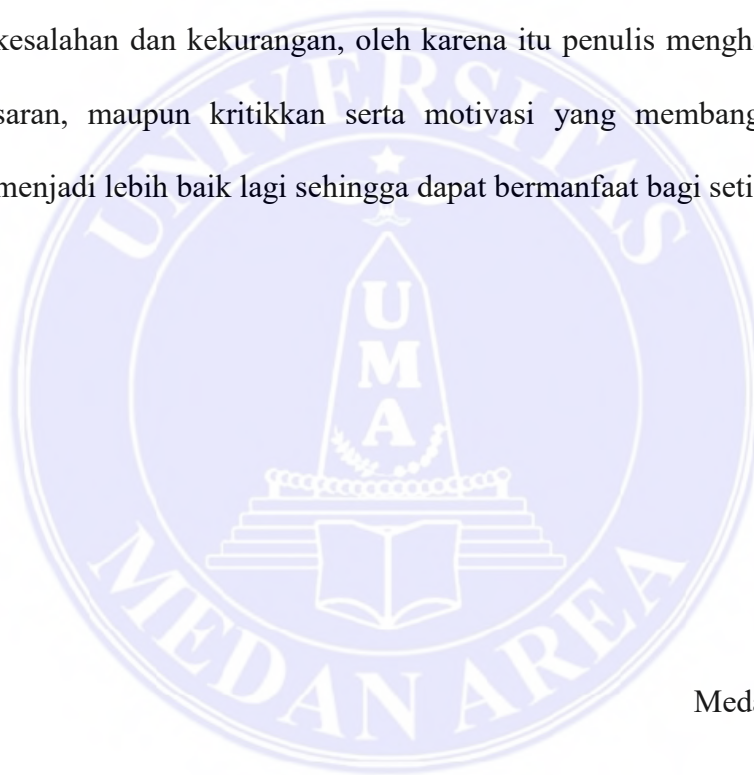 kesalahan dan kekurangan, oleh karena itu penulis mengh
saran, maupun kritikkan serta motivasi yang membang
menjadi lebih baik lagi sehingga dapat bermanfaat bagi seti
UNIVERSITAS
U
M
A
MEDAN AREA
Meda